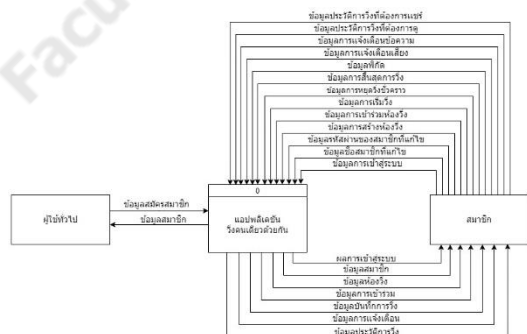 Facu
ข้อมูลประวัติการวิ่งที่ต้องการแชร์
ข้อมูลประวัติการวิ่งที่ต้องการดู
ข้อมูลการแจ้งเตือนข้อความ
ข้อมูลการแจ้งเตือนเสียง
ข้อมูลพิกัด
ข้อมูลการสิ้นสุดการวิ่ง
ข้อมูลการหยุดวิ่งชั่วคราว
ข้อมูลการเริ่มวิ่ง
ข้อมูลการเข้าร่วมห้องวิ่ง
ข้อมูลการสร้างห้องวิ่ง
ข้อมูลรหัสผ่านของสมาชิกที่แก้ไข
ข้อมูลชื่อสมาชิกที่แก้ไข
ข้อมูลการเข้าสู่ระบบ
ผู้ใช้ทั่วไป
ข้อมูลสมัครสมาชิก
ข้อมูลสมาชิก
0
แอปพลิเคชัน
วิ่งคนเดียวด้วยกัน
สมาชิก
ผลการเข้าสู่ระบบ
ข้อมูลสมาชิก
ข้อมูลห้องวิ่ง
ข้อมูลการเข้าร่วม
ข้อมูลบันทึกการวิ่ง
ข้อมูลการแจ้งเตือน
ข้อมูลประวัติการวิ่ง